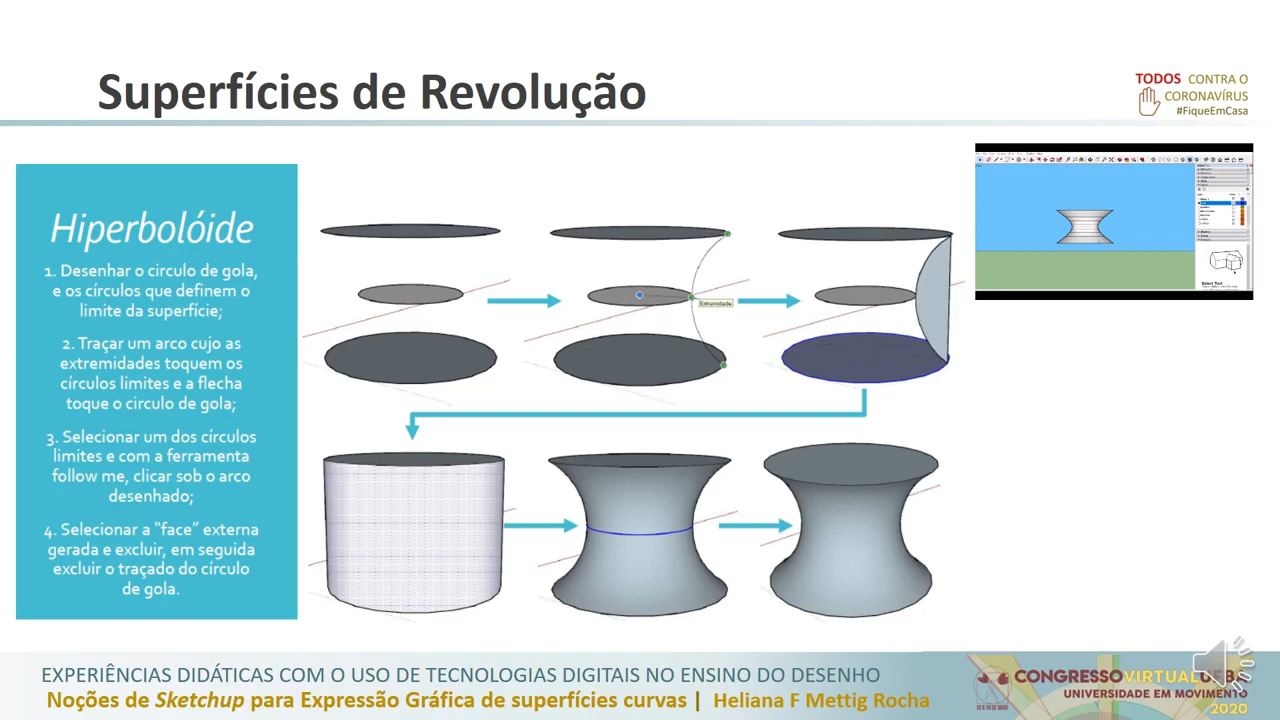 Superfícies de Revolução
TODOS CONTRA O
CORONAVÍRUS
#FiqueEmCasa
Hiperbolóide
1. Desenhar o circulo de gola,
e os círculos que definem o
limite da superfície;
2. Traçar um arco cujo as
extremidades toquem os
círculos limites e a flecha
toque o circulo de gola;
3. Selecionar um dos círculos
limites e com a ferramenta
follow me, clicar sob o arco
desenhado;
4. Selecionar a “face” externa
gerada e excluir, em seguida
excluir o traçado do círculo
de gola.
Extremidade
Select Tool
EXPERIÊNCIAS DIDÁTICAS COM O USO DE TECNOLOGIAS DIGITAIS NO ENSINO DO DESENHO
Noções de Sketchup para Expressão Gráfica de superfícies curvas | Heliana F Mettig Rocha
CONGRESSOVIRTUAL
UNIVERSIDADE EM MOVIMENTO
2020